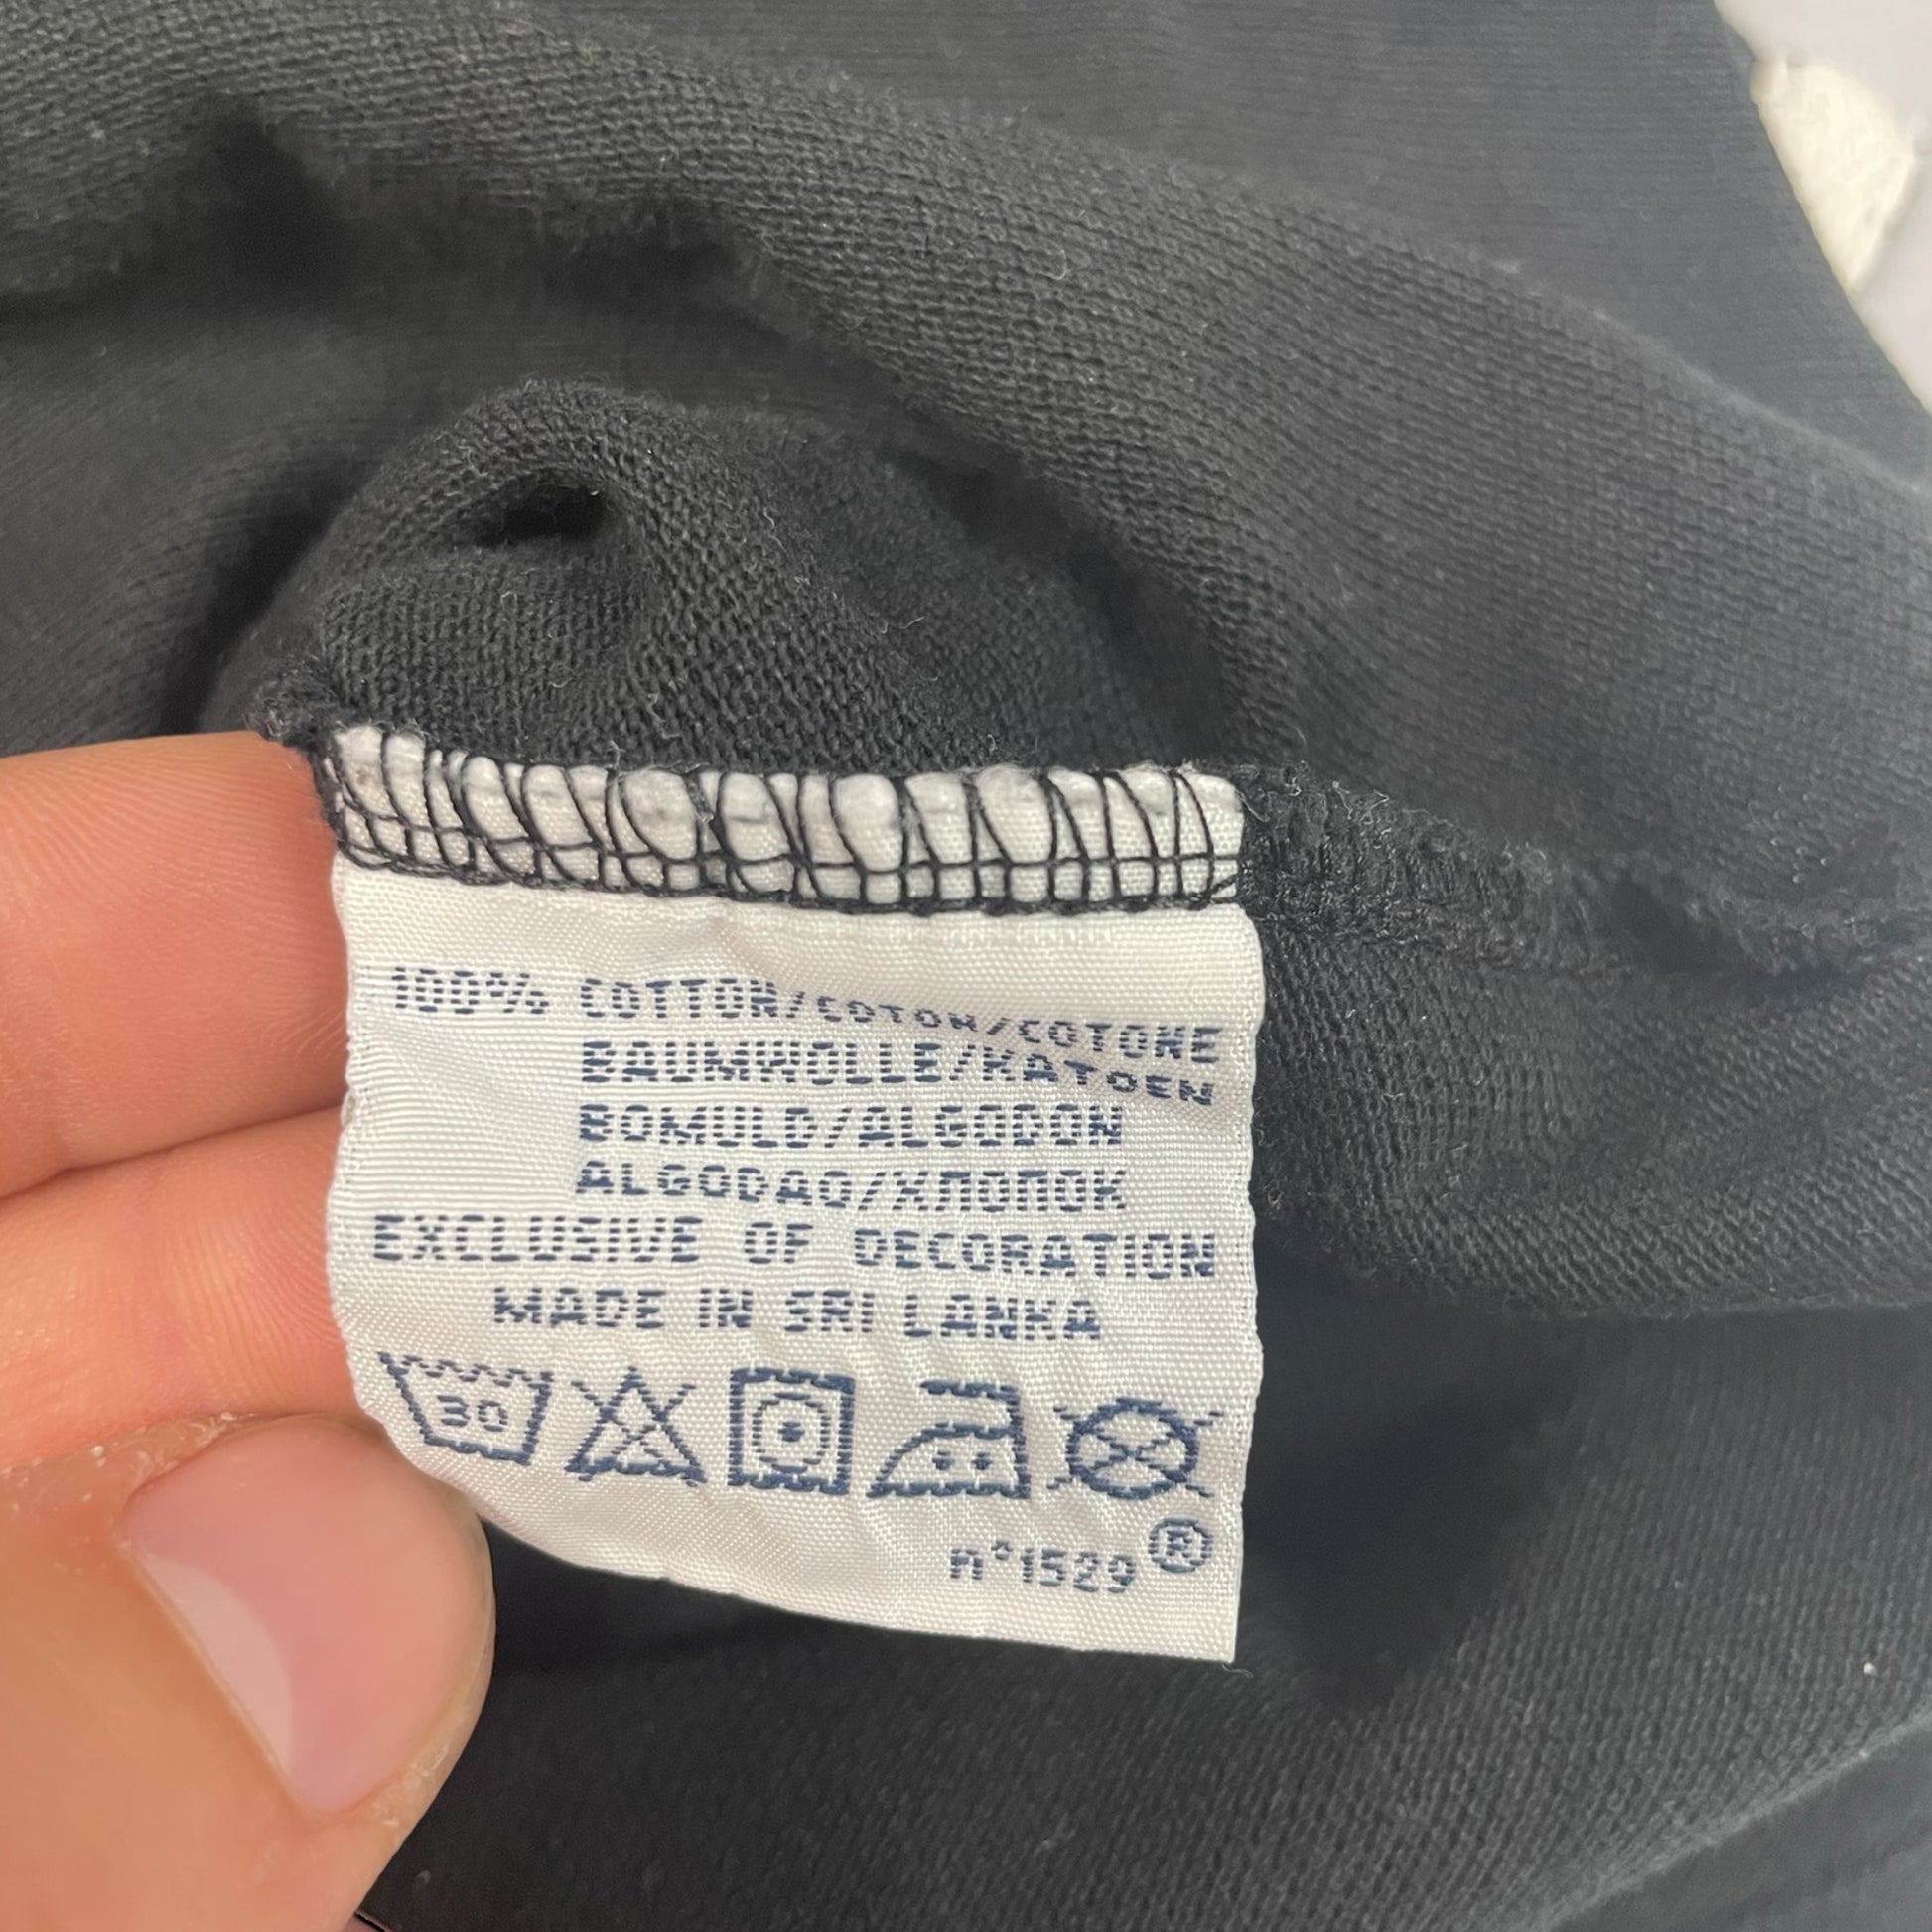 100% COTTON/COTON/COTONE
BAUMWOLLE/KATOEN
BOMULD/ALGODON
ALGODAO/ХЛОПОК
EXCLUSIVE OF DECORATION
MADE IN SRI LANKA
30
n°1529 ®